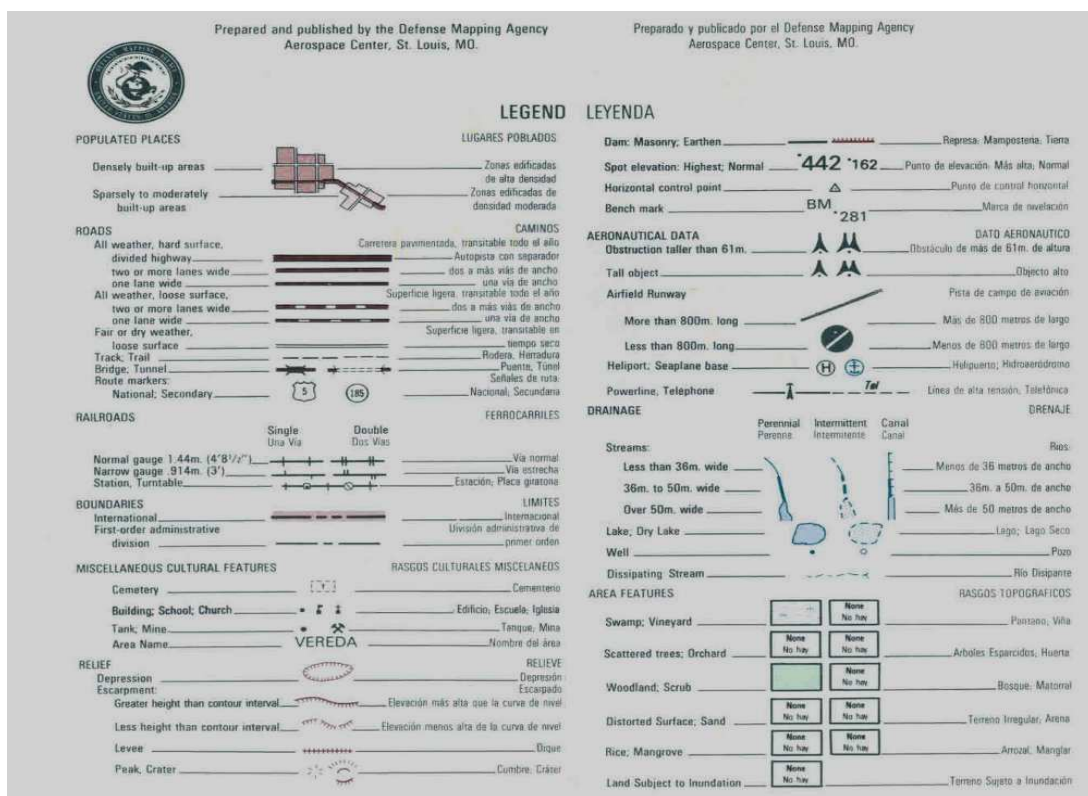 Prepared and published by the Defense Mapping Agency
Aerospace Center, St. Louis, MO.
Preparado y publicado por el Defense Mapping Agency
Aerospace Center, St. Louis, MO.
LEGEND LEYENDA
POPULATED PLACES LUGARES POBLADOS
Densely built-up areas Zonas edificadas
de alta densidad
Sparsely to moderately Zonas edificadas de
built-up areas densidad moderada
ROADS CAMINOS
All weather, hard surface, Carretera pavimentada, transitable todo el año
divided highway Autopista con separador
two or more lanes wide dos a más viás de ancho
one lane wide una vía de ancho
All weather, loose surface, Superficie ligera, transitable todo el año
two or more lanes wide dos a más viás de ancho
one lane wide una vía de ancho
Fair or dry weather, Superficie ligera, transitable en
loose surface tiempo seco
Track, Trail Rodera, Herradura
Bridge, Tunnel Puente, Túnel
Route markers: Señales de ruta:
National; Secondary 5 185 Nacional; Secundaria
RAILROADS FERROCARRILES
Single Double
Una Vía Dos Vías
Normal gauge 1.44m. (4'8½") Vía normal
Narrow gauge .914m. (3') Vía estrecha
Station, Turntable Estación; Placa giratoria
BOUNDARIES LIMITES
International Internacional
First-order administrative División administrativa de
division primer orden
MISCELLANEOUS CULTURAL FEATURES RASGOS CULTURALES MISCELANEOS
Cemetery Cementerio
Building; School; Church Edificio; Escuela; Iglesia
Tank; Mine Tanque; Mina
Area Name VEREDA Nombre del área
RELIEF RELIEVE
Depression Depresión
Escarpment: Escarpado
Greater height than contour interval Elevación más alta que la curva de nivel
Less height than contour interval Elevación menos alta de la curva de nivel
Levee Dique
Peak, Crater Cumbre, Cráter
Dam: Masonry; Earthen Represa: Mampostería; Tierra
Spot elevation: Highest; Normal 442 162 Punto de elevación: Más alta; Normal
Horizontal control point Punto de control horizontal
Bench mark BM 281 Marca de nivelación
AERONAUTICAL DATA DATO AERONAUTICO
Obstruction taller than 61m. Obstáculo de más de 61m. de altura
Tall object Objecto alto
Airfield Runway Pista de campo de aviación
More than 800m. long Más de 800 metros de largo
Less than 800m. long Menos de 800 metros de largo
Heliport; Seaplane base H Helipuerto; Hidroaeródromo
Powerline, Telephone Tel Línea de alta tensión, Telefónica
DRAINAGE DRENAJE
Perennial Intermittent Canal
Perenne Intermitente Canal
Streams: Ríos:
Less than 36m. wide Menos de 36 metros de ancho
36m. to 50m. wide 36m. a 50m. de ancho
Over 50m. wide Más de 50 metros de ancho
Lake; Dry Lake Lago; Lago Seco
Well Pozo
Dissipating Stream Río Disipante
AREA FEATURES RASGOS TOPOGRAFICOS
Swamp; Vineyard None No hay Pantano, Viña
Scattered trees; Orchard None No hay None No hay Arboles Esparcidos; Huerta
Woodland; Scrub None No hay Bosque; Matorral
Distorted Surface; Sand None No hay None No hay Terreno Irregular, Arena
Rice; Mangrove None No hay None No hay Arrozal, Manglar
Land Subject to Inundation None No hay Terreno Sujeto a Inundación